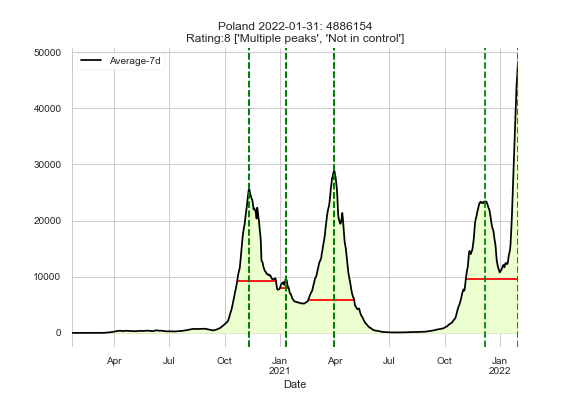 Poland 2022-01-31: 4886154
Rating:8 ['Multiple peaks', 'Not in control']
Average-7d
50000
40000
30000
20000
10000
0
Apr Jul Oct Jan Apr Jul Oct Jan
2021 2022
Date